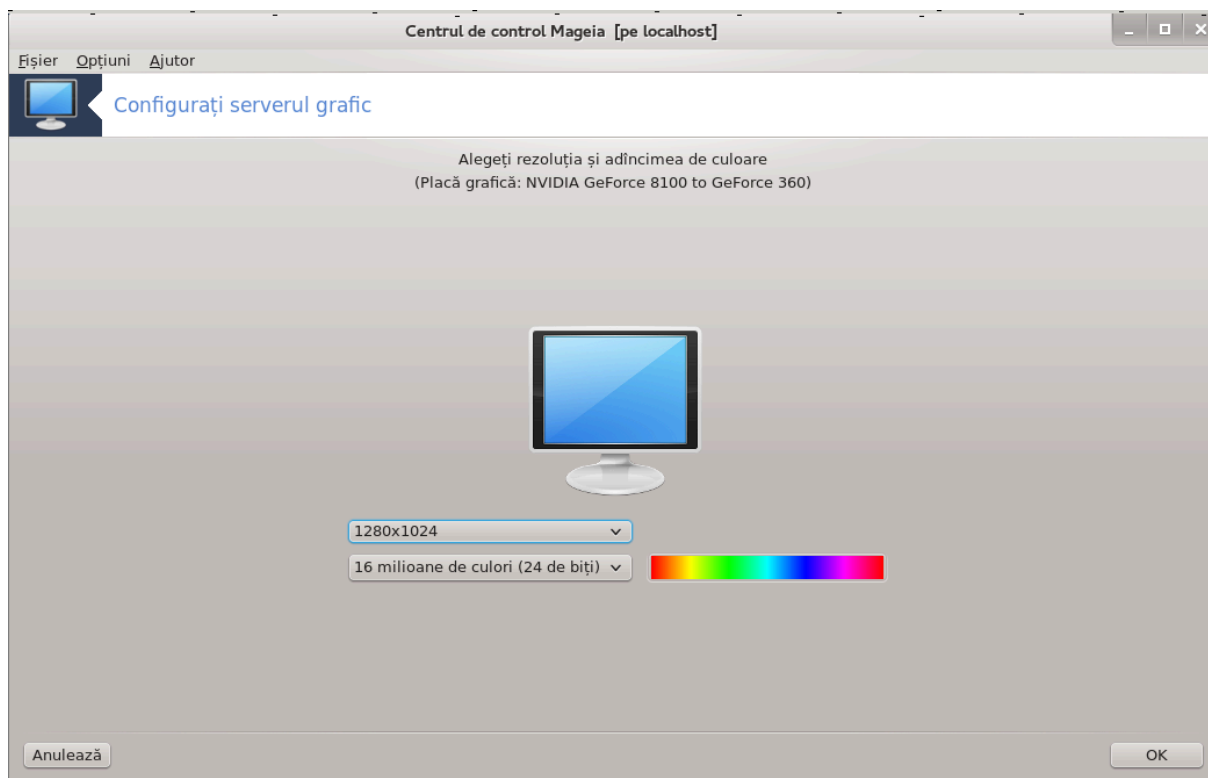 Centrul de control Mageia [pe localhost]
Fișier Opțiuni Ajutor
Configurați serverul grafic
Alegeți rezoluția și adîncimea de culoare
(Placă grafică: NVIDIA GeForce 8100 to GeForce 360)
1280x1024
16 milioane de culori (24 de biți)
Anulează OK